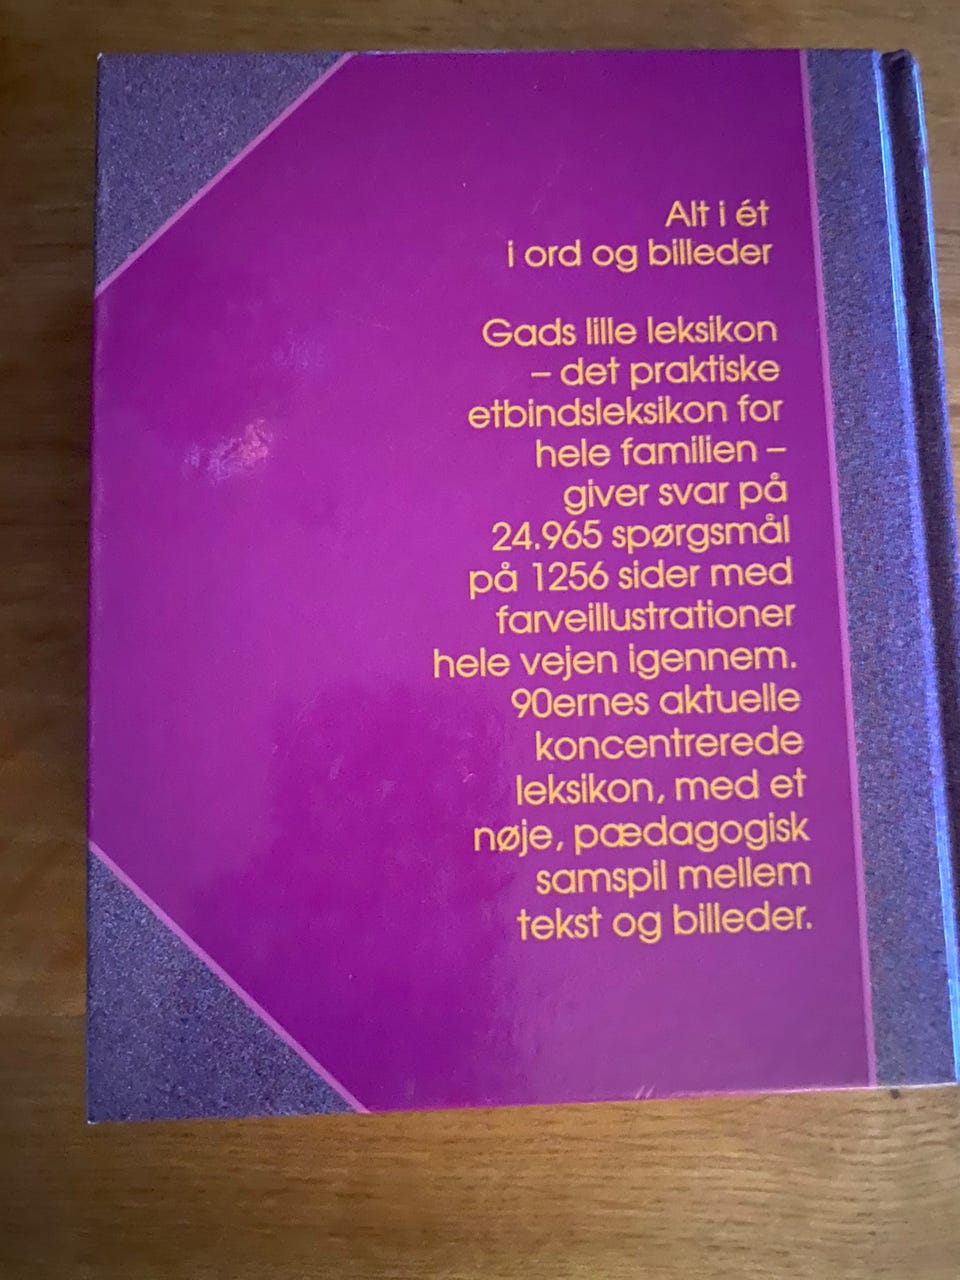 Alt i ét
i ord og billeder
Gads lille leksikon
– det praktiske
etbindsleksikon for
hele familien –
giver svar på
24.965 spørgsmål
på 1256 sider med
farveillustrationer
hele vejen igennem.
90ernes aktuelle
koncentrerede
leksikon, med et
nøje, pædagogisk
samspil mellem
tekst og billeder.